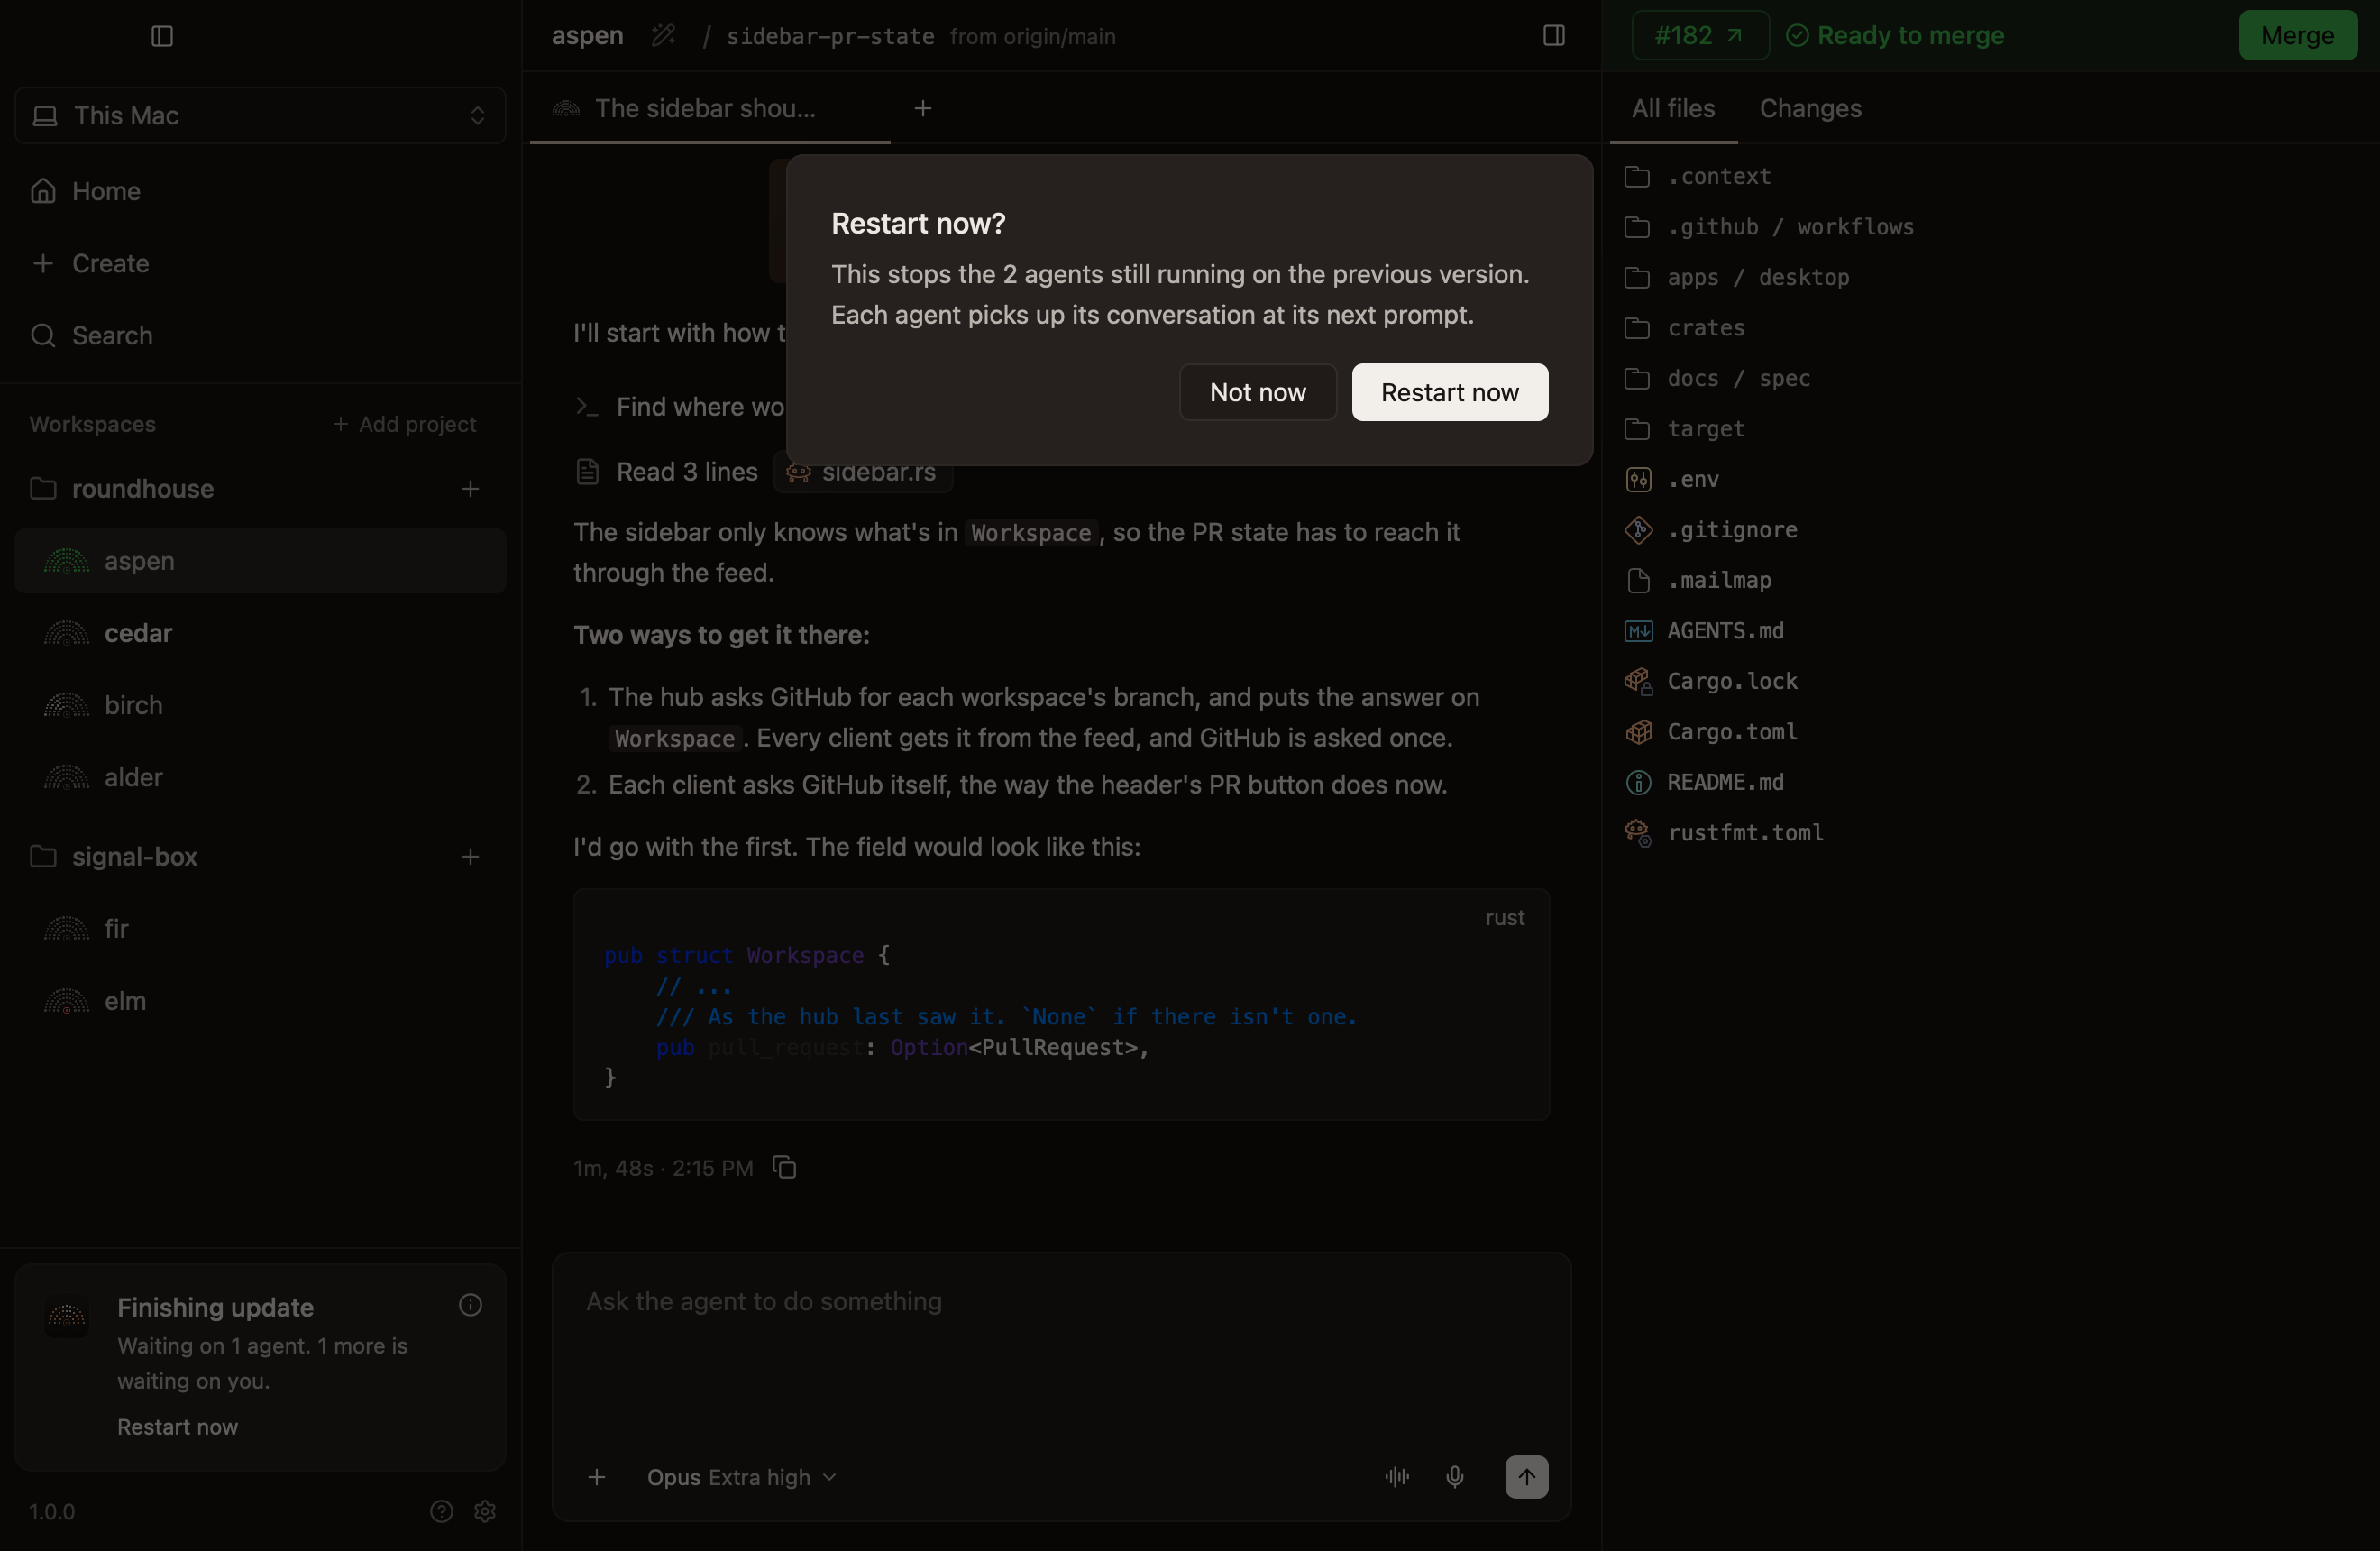 This Mac
Home
Create
Search
Workspaces
+ Add project
roundhouse
aspen
cedar
birch
alder
signal-box
fir
elm
Finishing update
Waiting on 1 agent. 1 more is
waiting on you.
Restart now
1.0.0
aspen / sidebar-pr-state from origin/main
The sidebar shou...
Restart now?
This stops the 2 agents still running on the previous version.
Each agent picks up its conversation at its next prompt.
Not now
Restart now
I'll start with how t
Find where wo
Read 3 lines sidebar.rs
The sidebar only knows what's in Workspace, so the PR state has to reach it
through the feed.
Two ways to get it there:
1. The hub asks GitHub for each workspace's branch, and puts the answer on
Workspace. Every client gets it from the feed, and GitHub is asked once.
2. Each client asks GitHub itself, the way the header's PR button does now.
I'd go with the first. The field would look like this:
rust
pub struct Workspace {
// ...
/// As the hub last saw it. `None` if there isn't one.
pub pull_request: Option<PullRequest>,
}
1m, 48s · 2:15 PM
Ask the agent to do something
Opus Extra high
#182
Ready to merge
Merge
All files
Changes
.context
.github / workflows
apps / desktop
crates
docs / spec
target
.env
.gitignore
.mailmap
AGENTS.md
Cargo.lock
Cargo.toml
README.md
rustfmt.toml